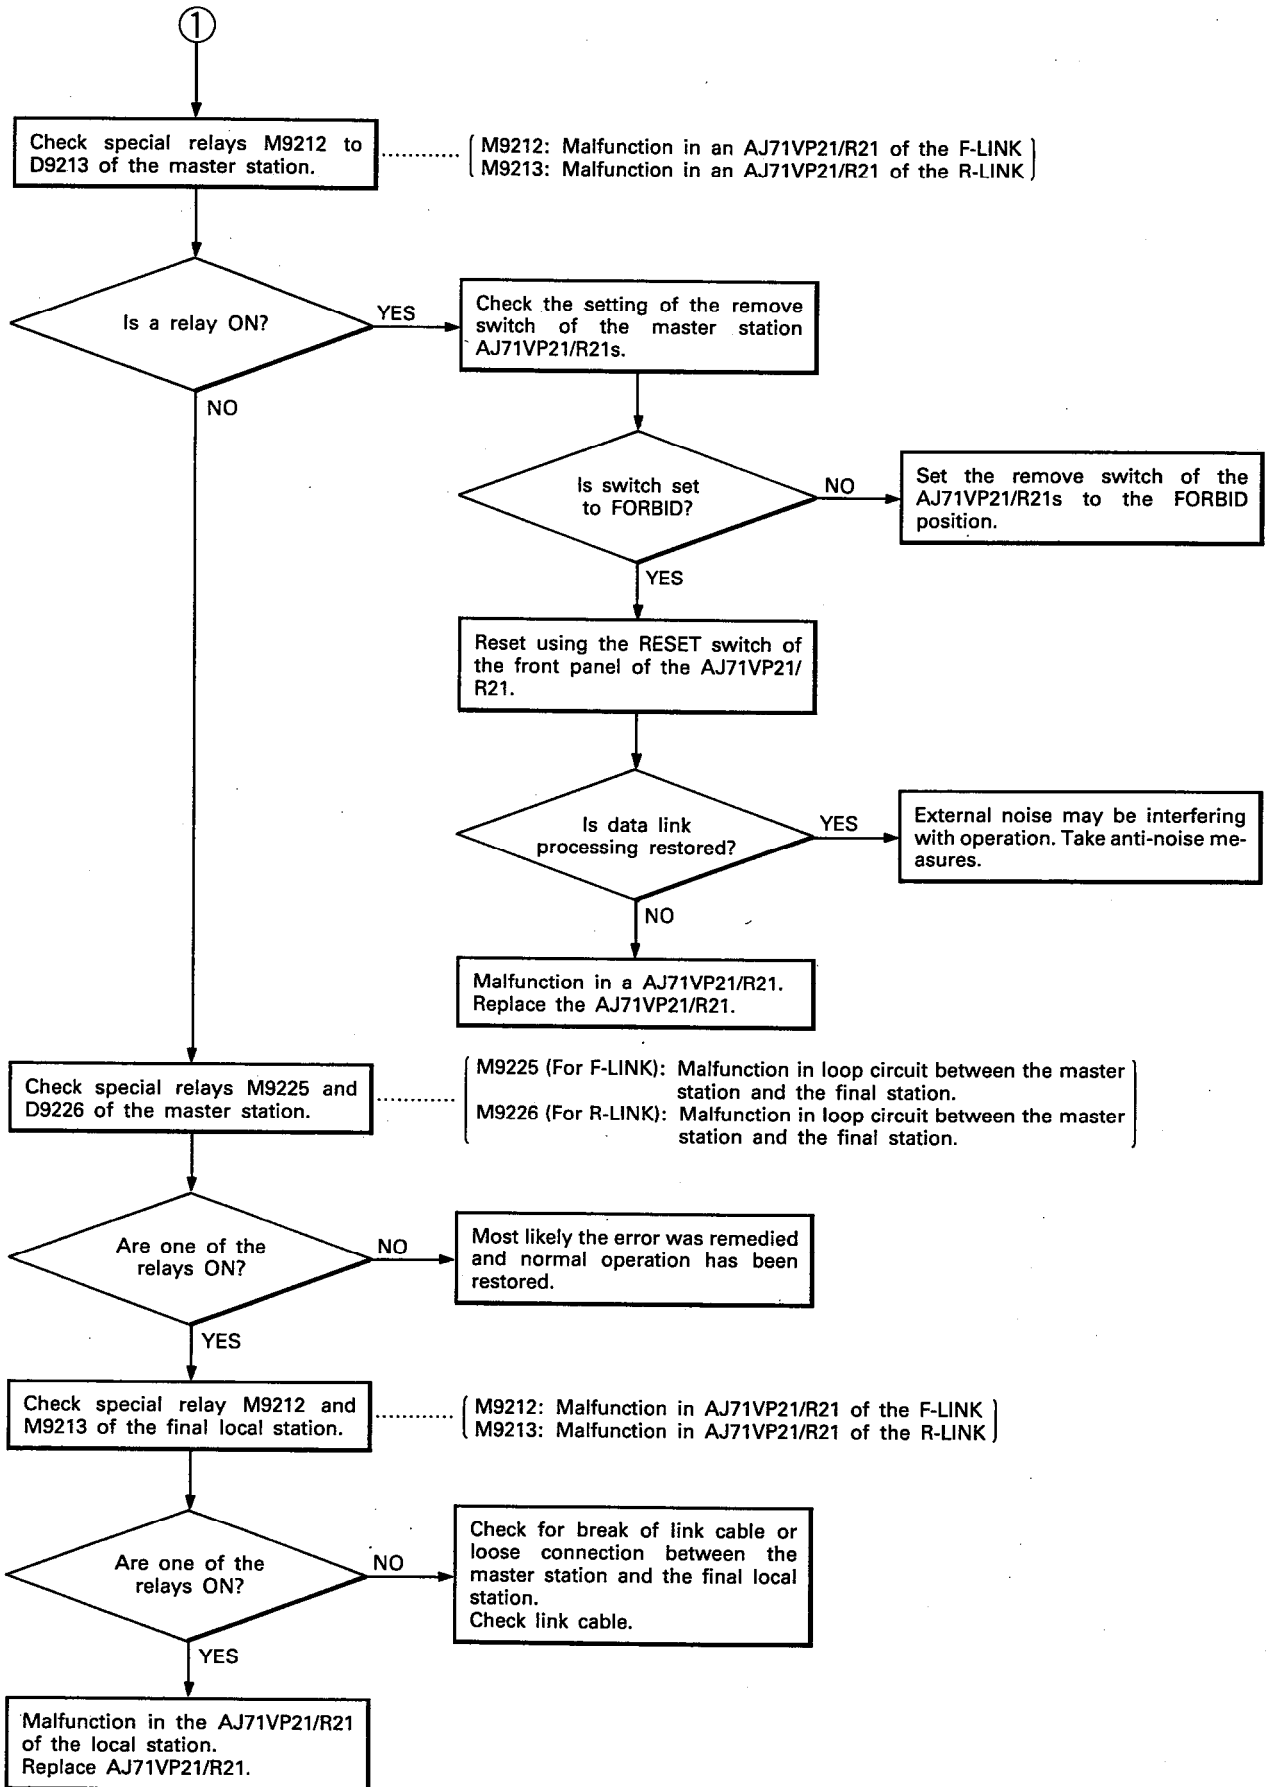 1
Check special relays M9212 to
D9213 of the master station.
M9212: Malfunction in an AJ71VP21/R21 of the F-LINK
M9213: Malfunction in an AJ71VP21/R21 of the R-LINK
Is a relay ON?
YES
NO
Check the setting of the remove
switch of the master station
AJ71VP21/R21s.
Is switch set
to FORBID?
NO
YES
Set the remove switch of the
AJ71VP21/R21s to the FORBID
position.
Reset using the RESET switch of
the front panel of the AJ71VP21/
R21.
Is data link
processing restored?
YES
NO
External noise may be interfering
with operation. Take anti-noise me-
asures.
Malfunction in a AJ71VP21/R21.
Replace the AJ71VP21/R21.
Check special relays M9225 and
D9226 of the master station.
M9225 (For F-LINK): Malfunction in loop circuit between the master
station and the final station.
M9226 (For R-LINK): Malfunction in loop circuit between the master
station and the final station.
Are one of the
relays ON?
NO
YES
Most likely the error was remedied
and normal operation has been
restored.
Check special relay M9212 and
M9213 of the final local station.
M9212: Malfunction in AJ71VP21/R21 of the F-LINK
M9213: Malfunction in AJ71VP21/R21 of the R-LINK
Are one of the
relays ON?
NO
YES
Check for break of link cable or
loose connection between the
master station and the final local
station.
Check link cable.
Malfunction in the AJ71VP21/R21
of the local station.
Replace AJ71VP21/R21.